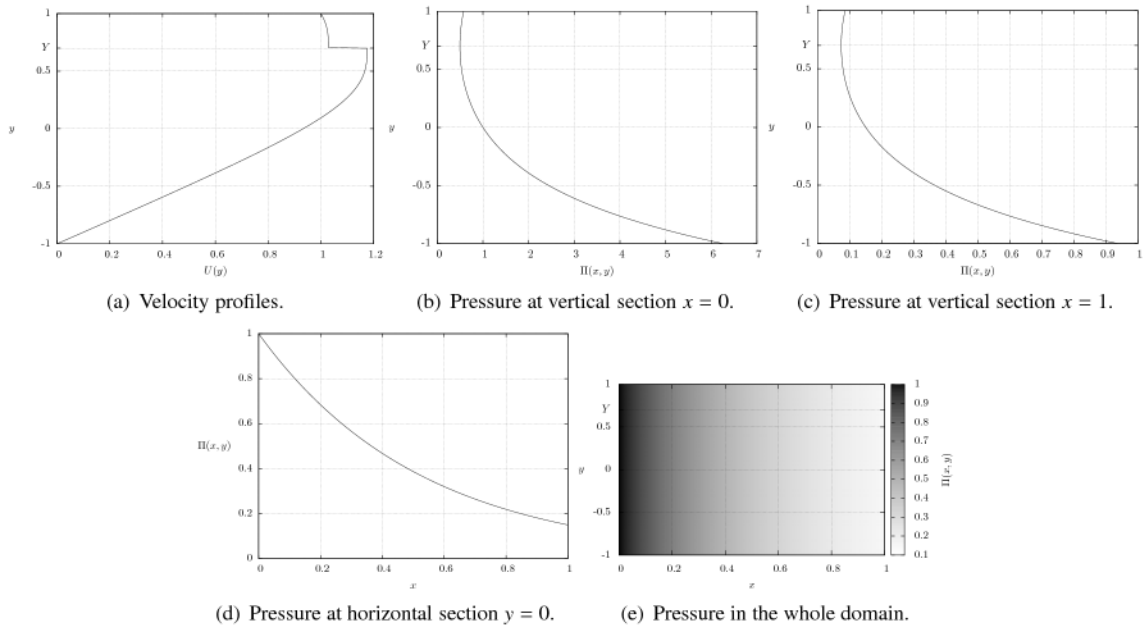 1
Y
0.5
0
-0.5
-1
y
0 0.2 0.4 0.6 0.8 1 1.2
U(y)
(a) Velocity profiles.
1
Y
0.5
0
-0.5
-1
y
0 1 2 3 4 5 6 7
Π(x, y)
(b) Pressure at vertical section x = 0.
1
Y
0.5
0
-0.5
-1
y
0 0.1 0.2 0.3 0.4 0.5 0.6 0.7 0.8 0.9 1
Π(x, y)
(c) Pressure at vertical section x = 1.
1
0.8
0.6
Π(x, y)
0.4
0.2
0
0 0.2 0.4 0.6 0.8 1
x
(d) Pressure at horizontal section y = 0.
1
Y
0.5
0
-0.5
-1
y
0 0.2 0.4 0.6 0.8 1
x
1
0.9
0.8
0.7
0.6
0.5
0.4
0.3
0.2
0.1
Π(x, y)
(e) Pressure in the whole domain.